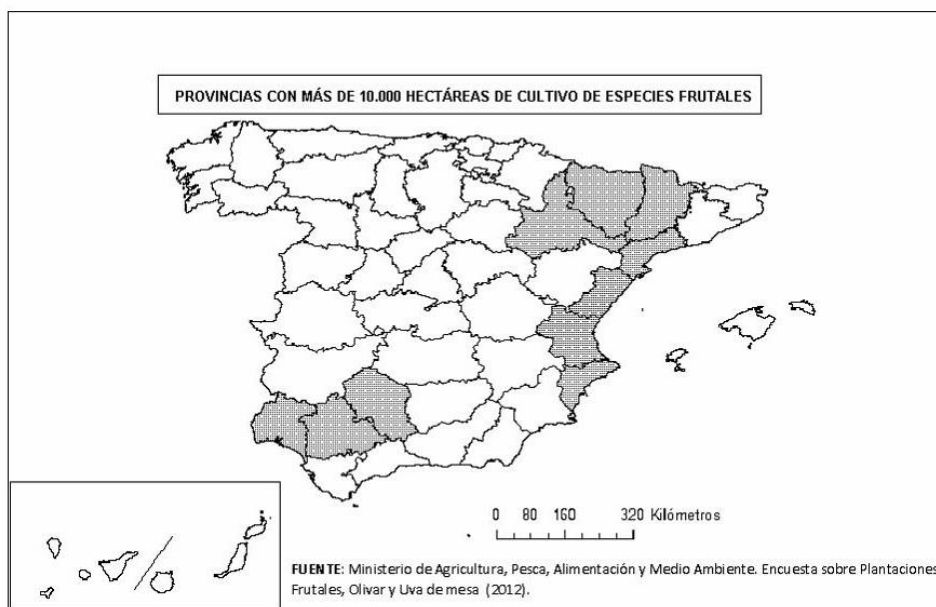 PROVINCIAS CON MÁS DE 10.000 HECTÁREAS DE CULTIVO DE ESPECIES FRUTALES
0 80 160 320 Kilómetros
FUENTE: Ministerio de Agricultura, Pesca, Alimentación y Medio Ambiente. Encuesta sobre Plantaciones
Frutales, Olivar y Uva de mesa (2012).